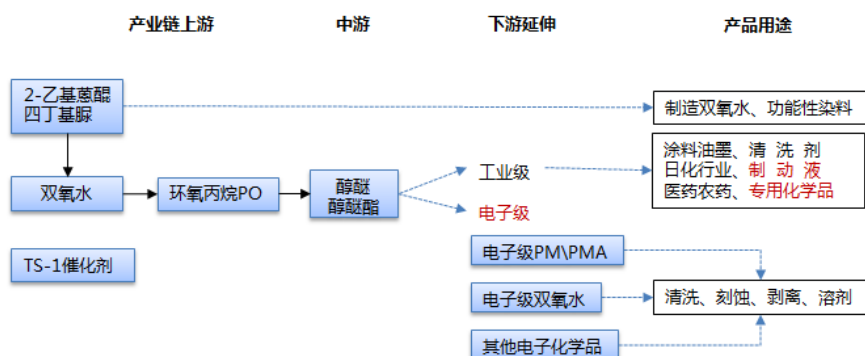 产业链上游 中游 下游延伸 产品用途
2-乙基蒽醌
四丁基脲
制造双氧水、功能性染料
双氧水
环氧丙烷PO
醇醚
醇醚酯
工业级
电子级
涂料油墨、清 洗 剂
日化行业、制 动 液
医药农药、专用化学品
TS-1催化剂
电子级PM\PMA
电子级双氧水
其他电子化学品
清洗、刻蚀、剥离、溶剂